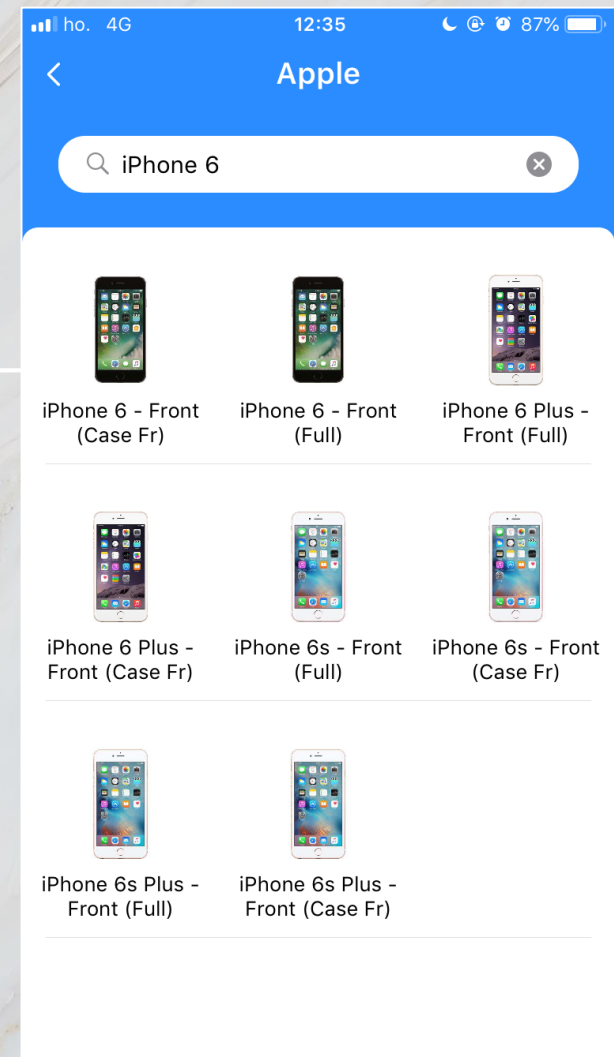 ho. 4G 12:35 87%
Apple
iPhone 6
iPhone 6 - Front
(Case Fr)
iPhone 6 - Front
(Full)
iPhone 6 Plus -
Front (Full)
iPhone 6 Plus -
Front (Case Fr)
iPhone 6s - Front
(Full)
iPhone 6s - Front
(Case Fr)
iPhone 6s Plus -
Front (Full)
iPhone 6s Plus -
Front (Case Fr)